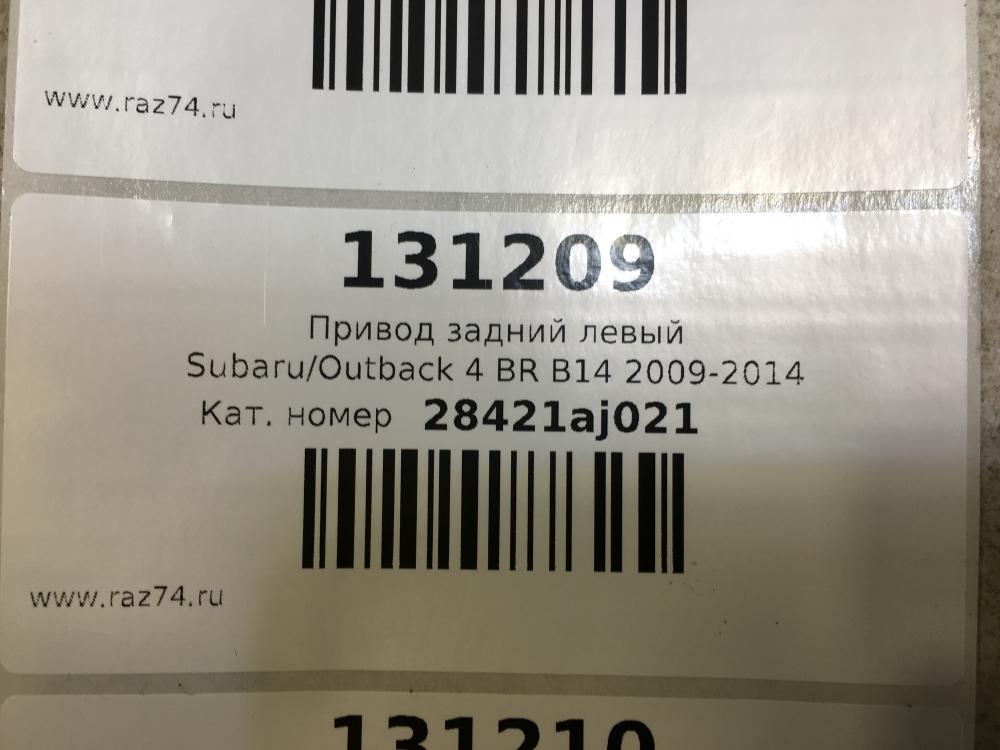 www.raz74.ru
131209
Привод задний левый
Subaru/Outback 4 BR B14 2009-2014
Кат. номер 28421aj021
www.raz74.ru
131210